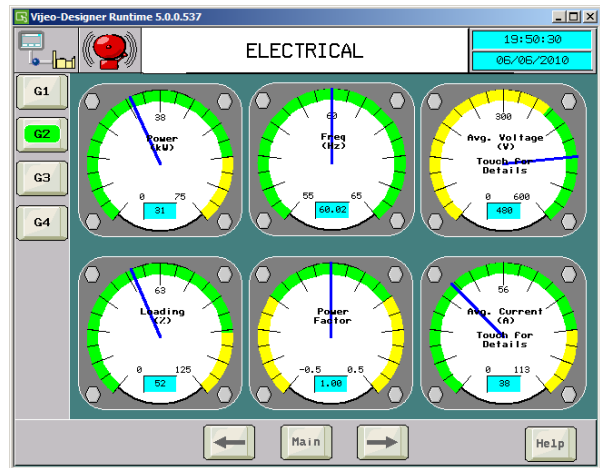 Vijeo-Designer Runtime 5.0.0.537
ELECTRICAL
19:50:30
06/06/2010
G1
G2
G3
G4
38
Power
(kW)
0 75
31
60
Freq
(Hz)
55 65
60.02
300
Avg. Voltage
(V)
Touch for
Details
0 600
480
63
Loading
(%)
0 125
52
Power
Factor
-0.5 0.5
1.00
56
Avg. Current
(A)
Touch for
Details
0 113
38
Main
Help